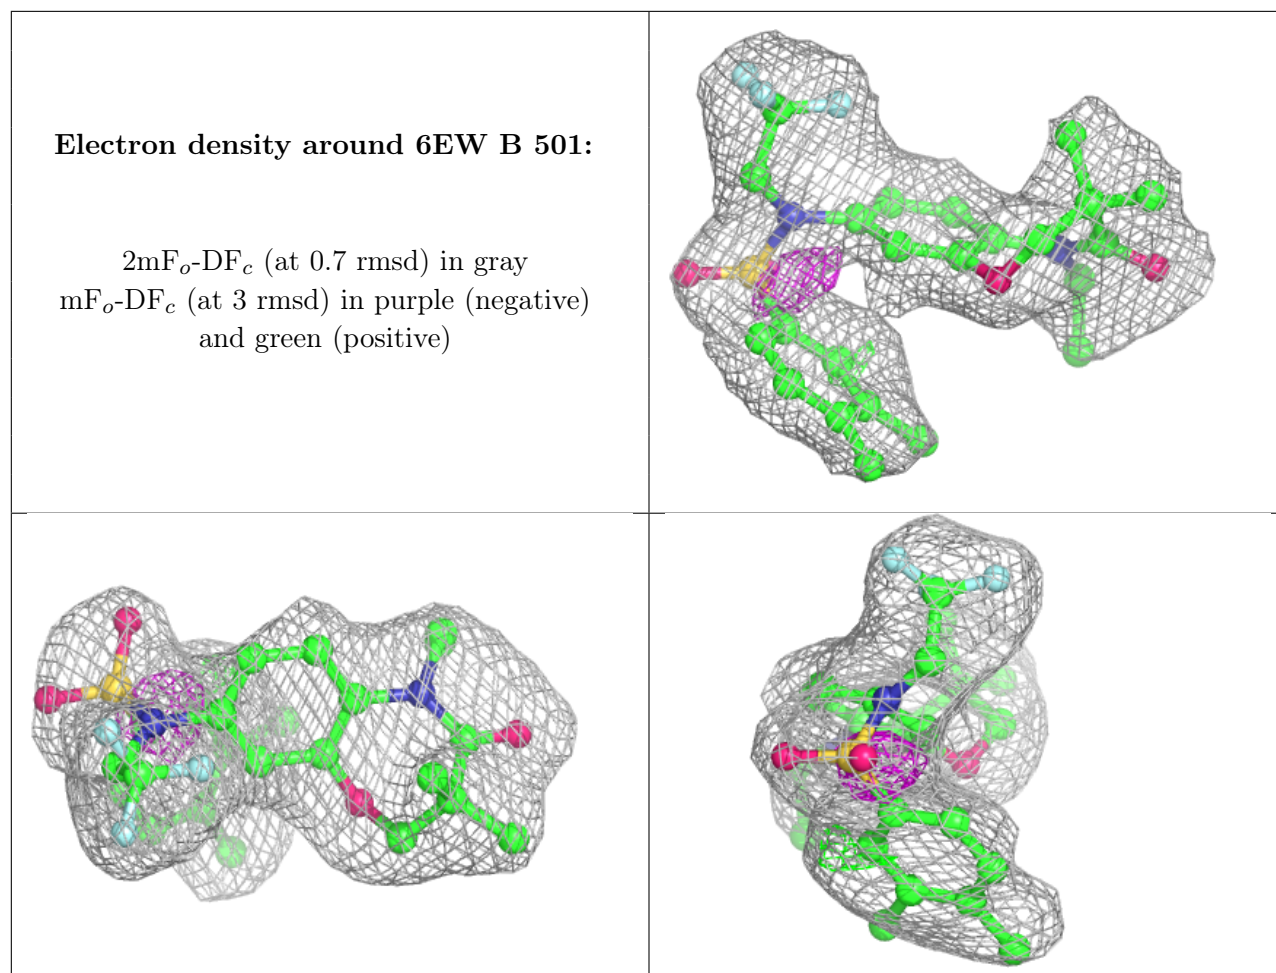 Electron density around 6EW B 501:
2mFo-DFc (at 0.7 rmsd) in gray
mFo-DFc (at 3 rmsd) in purple (negative)
and green (positive)